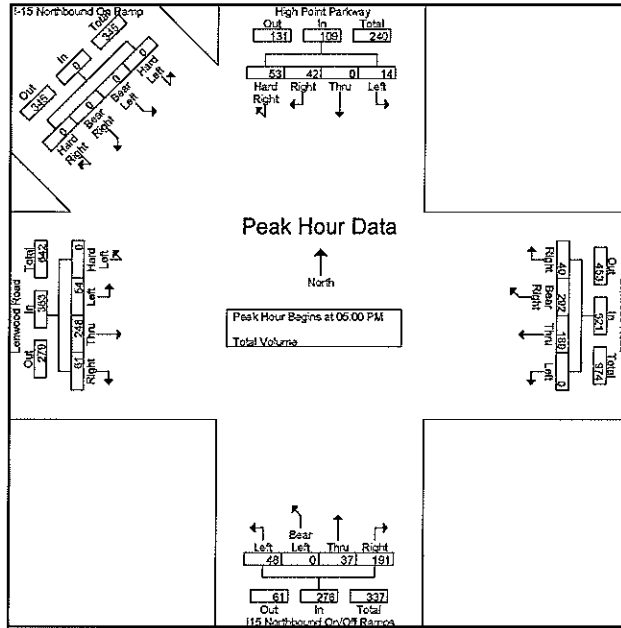 I-15 Northbound On Ramp
Out In Total
345 0 345
0 0 0 0
Hard Right
Bear Right
Bear Left
Hard Left
High Point Parkway
Out In Total
131 109 240
53 42 0 14
Hard Right
Right Thru Left
Peak Hour Data
North
Peak Hour Begins at 05:00 PM
Total Volume
Lenwood Road
Out In Total
279 363 642
61 248 54 0
Right Thru Left
Hard Left
Out In Total
453 521 974
40 292 189 0
Right
Bear Right
Thru Left
Left
Bear Left
Thru Right
48 0 37 191
61 276 337
Out In Total
I15 Northbound On/Off Ramps